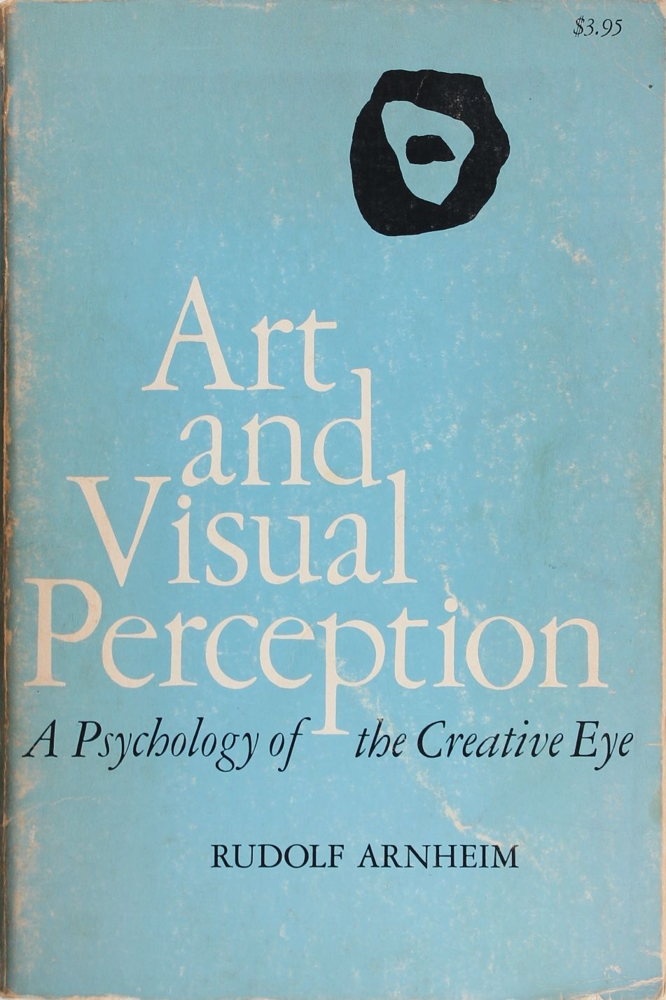 $3.95
Art
and
Visual
Perception
A Psychology of the Creative Eye
RUDOLF ARNHEIM